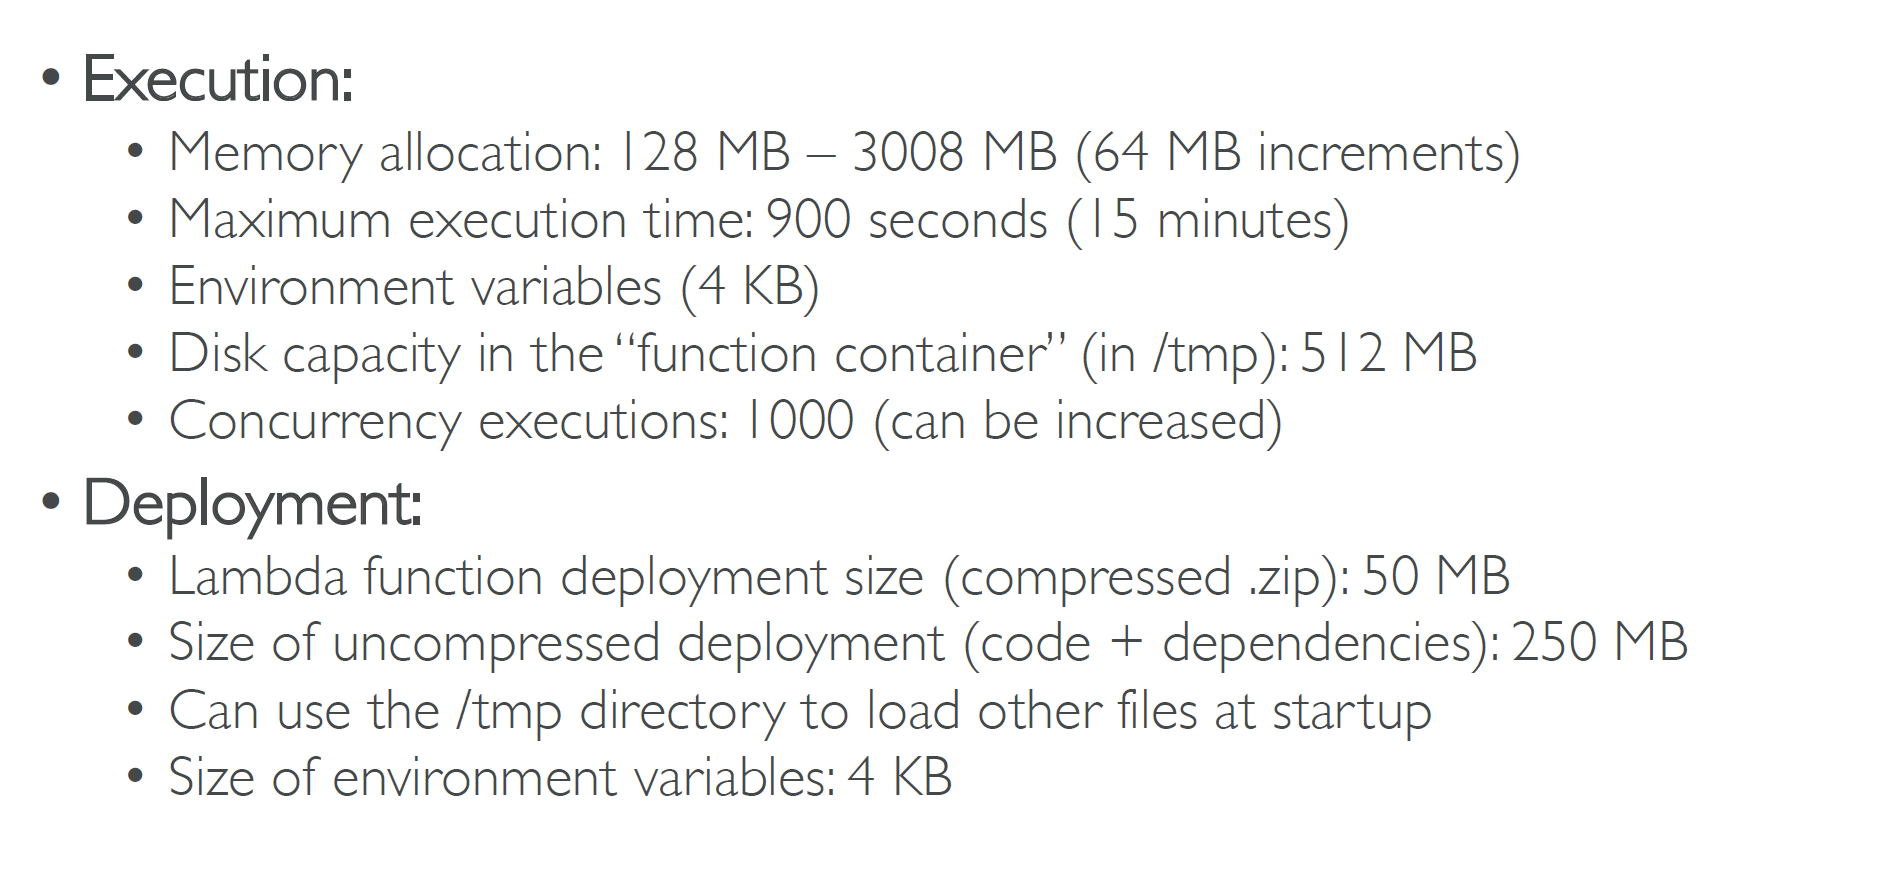 • Execution:
• Memory allocation: 128 MB – 3008 MB (64 MB increments)
• Maximum execution time: 900 seconds (15 minutes)
• Environment variables (4 KB)
• Disk capacity in the “function container” (in /tmp): 512 MB
• Concurrency executions: 1000 (can be increased)
• Deployment:
• Lambda function deployment size (compressed .zip): 50 MB
• Size of uncompressed deployment (code + dependencies): 250 MB
• Can use the /tmp directory to load other files at startup
• Size of environment variables: 4 KB